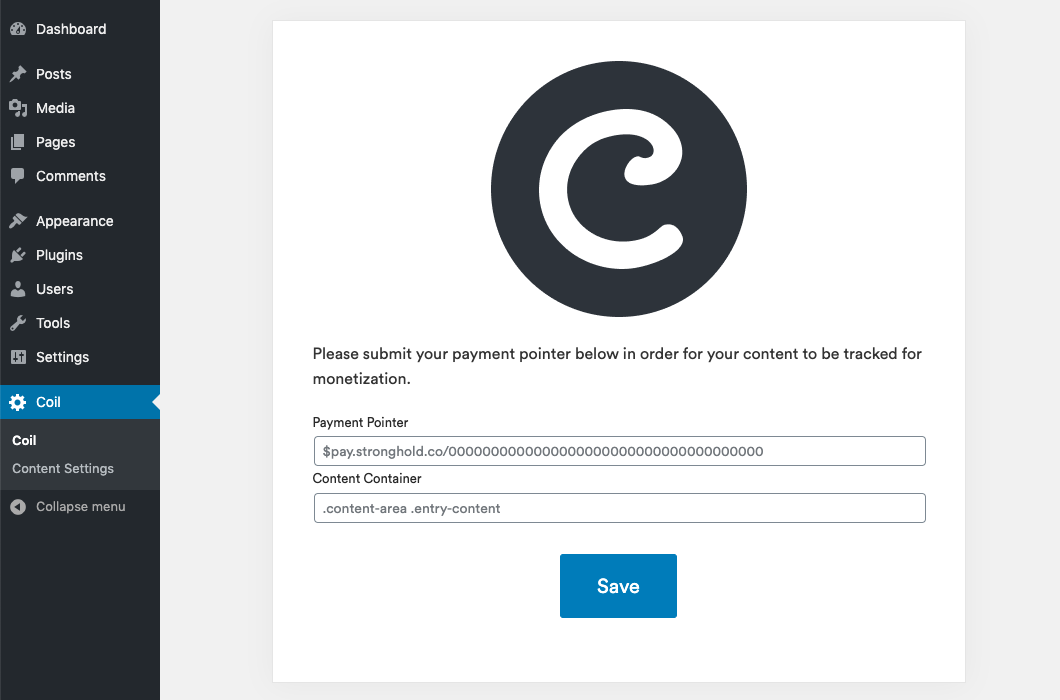 Dashboard
Posts
Media
Pages
Comments
Appearance
Plugins
Users
Tools
Settings
Coil
Coil
Content Settings
Collapse menu
Please submit your payment pointer below in order for your content to be tracked for
monetization.
Payment Pointer
$pay.stronghold.co/0000000000000000000000000000000000000
Content Container
.content-area .entry-content
Save